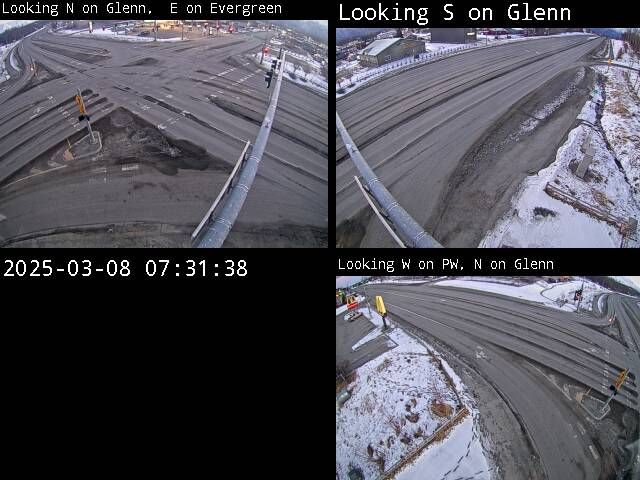 Looking N on Glenn,  E on Evergreen
Looking S on Glenn
2025-03-08 07:31:38
Looking W on PW, N on Glenn